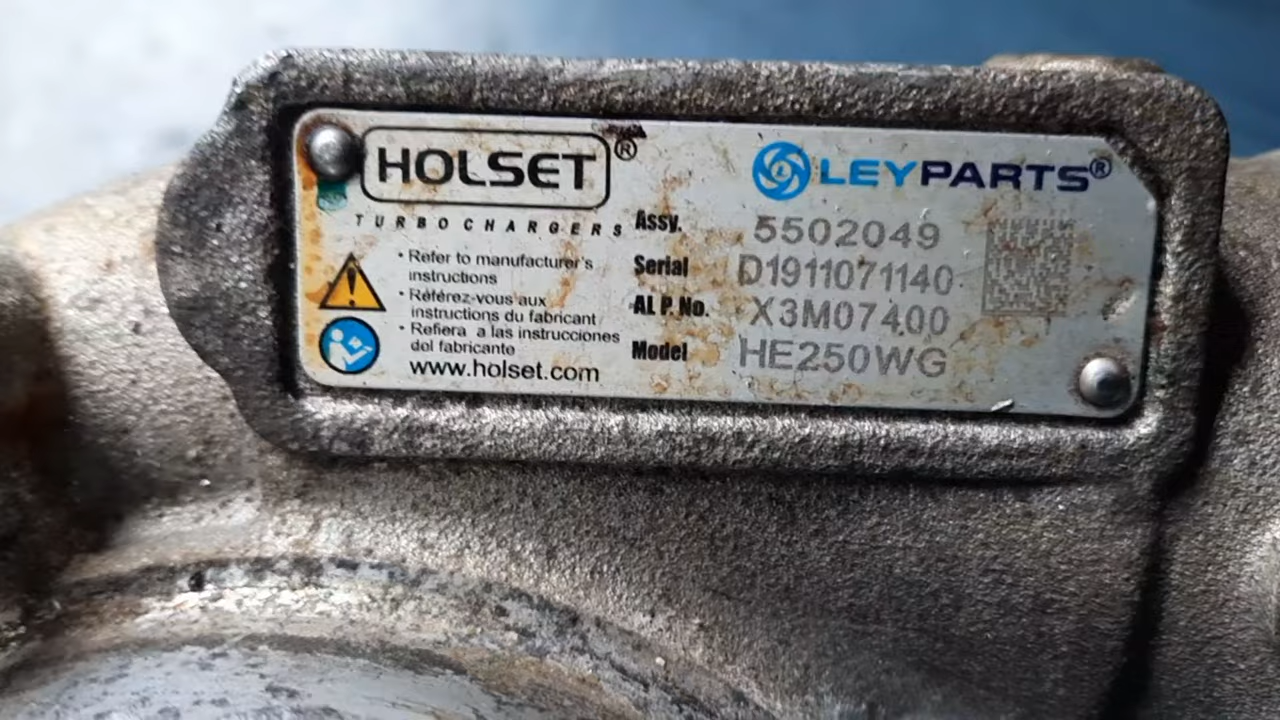 HOLSET®
TURBOCHARGERS
LEYPARTS®
Assy. 5502049
Serial D1911071140
AL P. No. X3M07400
Model HE250WG
• Refer to manufacturer's
instructions
• Référez-vous aux
instructions du fabricant
• Refiera a las instrucciones
del fabricante
www.holset.com